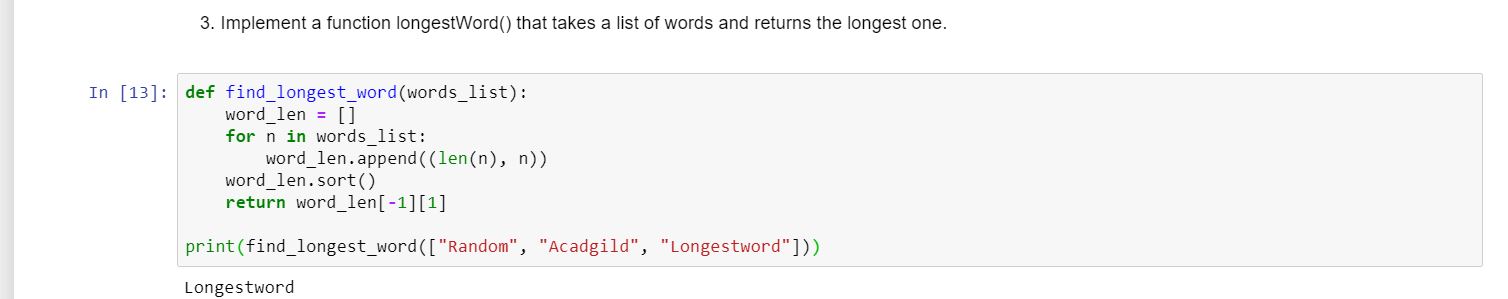 3. Implement a function longestWord() that takes a list of words and returns the longest one.
In [13]: def find_longest_word(words_list):
    word_len = []
    for n in words_list:
        word_len.append((len(n), n))
    word_len.sort()
    return word_len[-1][1]
print(find_longest_word(["Random", "Acadgild", "Longestword"]))
Longestword